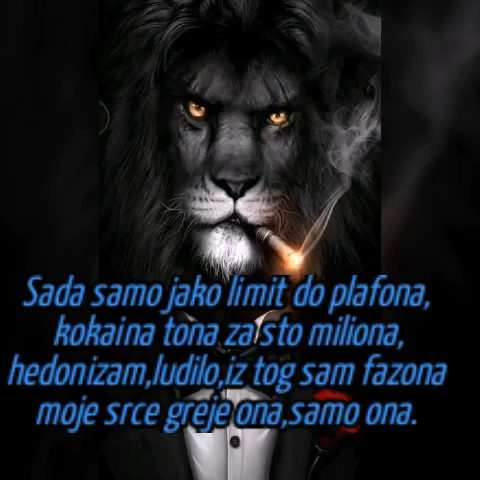 Sada samo jako limit do plafona,
kokaina tona za sto miliona,
hedonizam,ludilo,iz tog sam fazona
moje srce greje ona,samo ona.